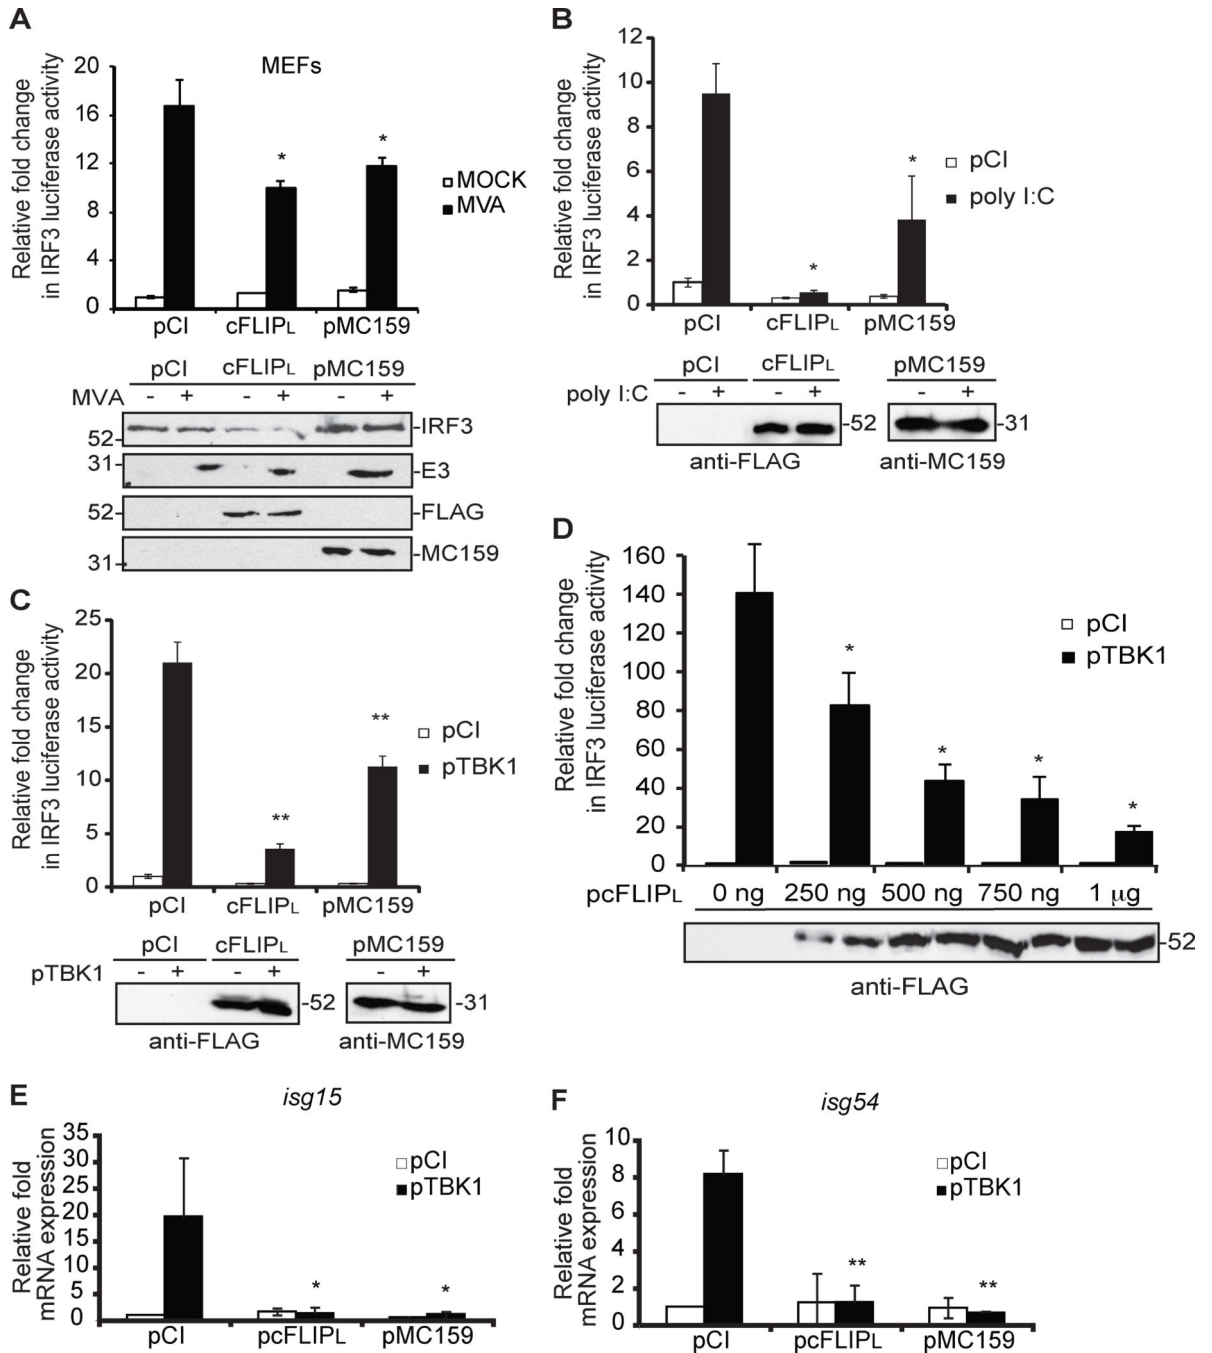 A
MEFs
Relative fold change
in IRF3 luciferase activity
20
16
12
8
4
0
*
*
MOCK
MVA
pCI
cFLIPL
pMC159
pCI
cFLIPL
pMC159
MVA
-
+
-
+
-
+
52
IRF3
31
E3
52
FLAG
31
MC159
B
Relative fold change
in IRF3 luciferase activity
12
10
8
6
4
2
0
*
*
pCI
poly I:C
pCI
cFLIPL
pMC159
pCI
cFLIPL
pMC159
poly I:C
-
+
-
+
-
+
-52
-31
anti-FLAG
anti-MC159
C
Relative fold change
in IRF3 luciferase activity
25
20
15
10
5
0
**
**
pCI
pTBK1
pCI
cFLIPL
pMC159
pCI
cFLIPL
pMC159
pTBK1
-
+
-
+
-
+
-52
-31
anti-FLAG
anti-MC159
D
Relative fold change
in IRF3 luciferase activity
160
140
120
100
80
60
40
20
0
*
*
*
*
pCI
pTBK1
pcFLIPL
0 ng
250 ng
500 ng
750 ng
1 µg
-52
anti-FLAG
E
isg15
Relative fold
mRNA expression
35
30
25
20
15
10
5
0
*
*
pCI
pTBK1
pCI
pcFLIPL
pMC159
F
isg54
Relative fold
mRNA expression
10
8
6
4
2
0
**
**
pCI
pTBK1
pCI
pcFLIPL
pMC159